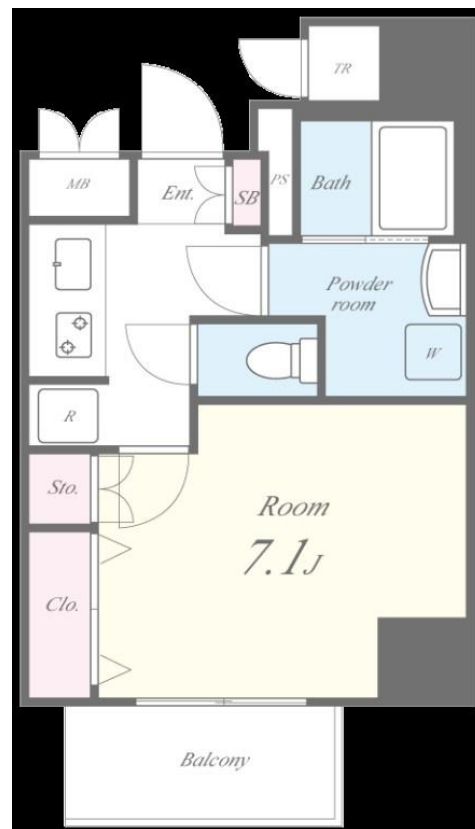 TR
MB
Ent.
SB
PS
Bath
Powder
room
W
R
Sto.
Room
7.1J
Clo.
Balcony